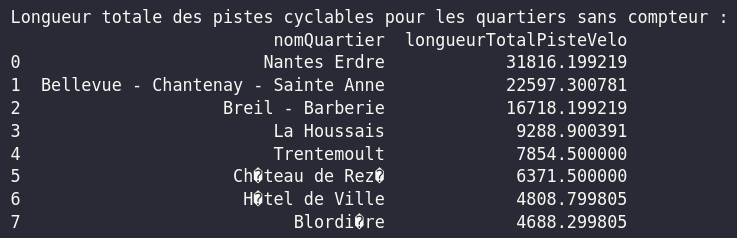 Longueur totale des pistes cyclables pour les quartiers sans compteur :
nomQuartier longueurTotalPisteVelo
0 Nantes Erdre 31816.199219
1 Bellevue - Chantenay - Sainte Anne 22597.300781
2 Breil - Barberie 16718.199219
3 La Houssais 9288.900391
4 Trentemoult 7854.500000
5 Ch�teau de Rez� 6371.500000
6 H�tel de Ville 4808.799805
7 Blordi�re 4688.299805